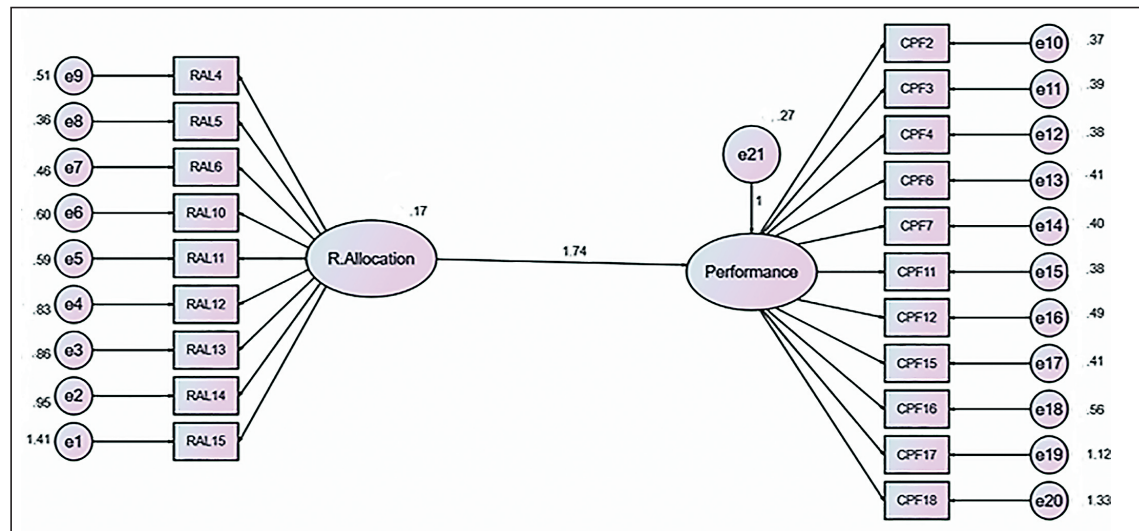 .51 e9 RAL4
.36 e8 RAL5
.46 e7 RAL6
.60 e6 RAL10
.59 e5 RAL11
.83 e4 RAL12
.86 e3 RAL13
.95 e2 RAL14
1.41 e1 RAL15
.17
R.Allocation
1.74
.27
e21
1
Performance
CPF2 e10 .37
CPF3 e11 .39
CPF4 e12 .38
CPF6 e13 .41
CPF7 e14 .40
CPF11 e15 .38
CPF12 e16 .49
CPF15 e17 .41
CPF16 e18 .56
CPF17 e19 1.12
CPF18 e20 1.33